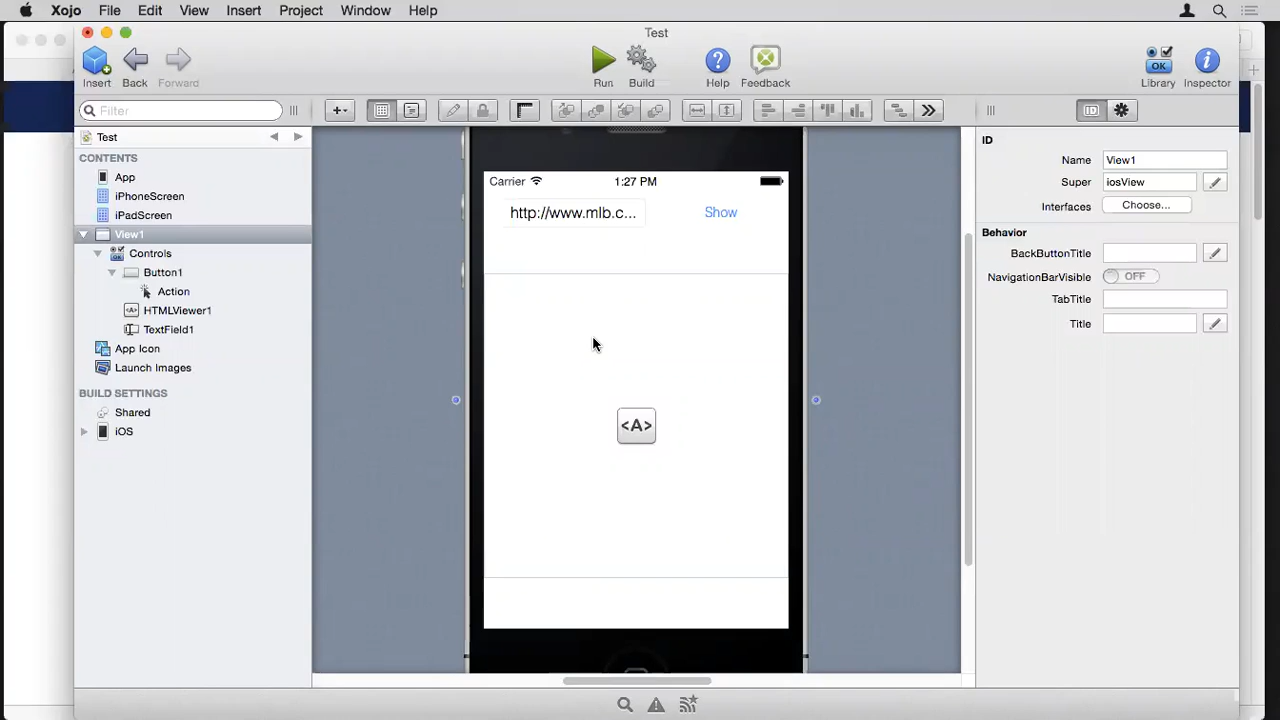 Xojo File Edit View Insert Project Window Help
Test
Insert Back Forward Run Build Help Feedback OK Library Inspector
Filter
Test
CONTENTS
App
iPhoneScreen
iPadScreen
View1
Controls
Button1
Action
<A> HTMLViewer1
TextField1
App Icon
Launch Images
BUILD SETTINGS
Shared
iOS
Carrier 1:27 PM
http://www.mlb.c... Show
<A>
ID
ID
Name View1
Super iosView
Interfaces Choose...
Behavior
BackButtonTitle
NavigationBarVisible OFF
TabTitle
Title